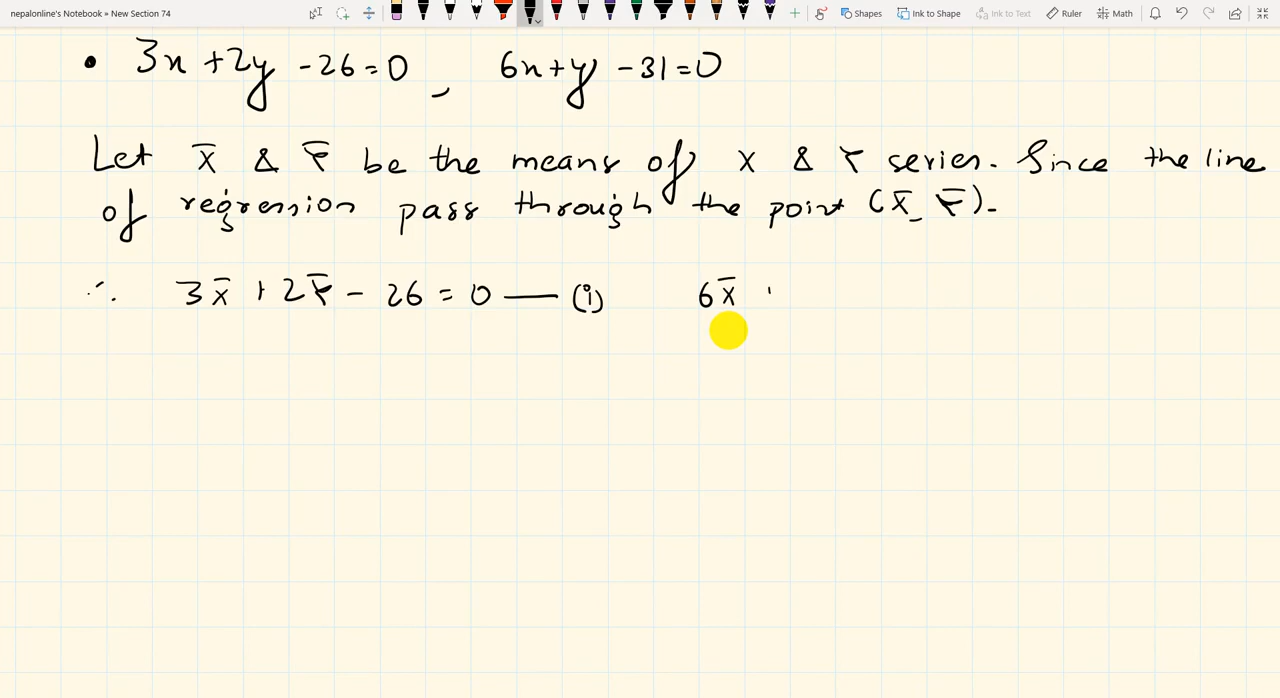 nepalonline's Notebook » New Section 74
Shapes Ink to Shape Ink to Text Ruler Math
• 3x + 2y - 26 = 0 , 6x + y - 31 = 0
Let X̅ & Y̅ be the means of X & Y series. Since the line
of regression pass through the point (X̅, Y̅).
∴ 3X̅ + 2Y̅ - 26 = 0 —— (i) 6X̅